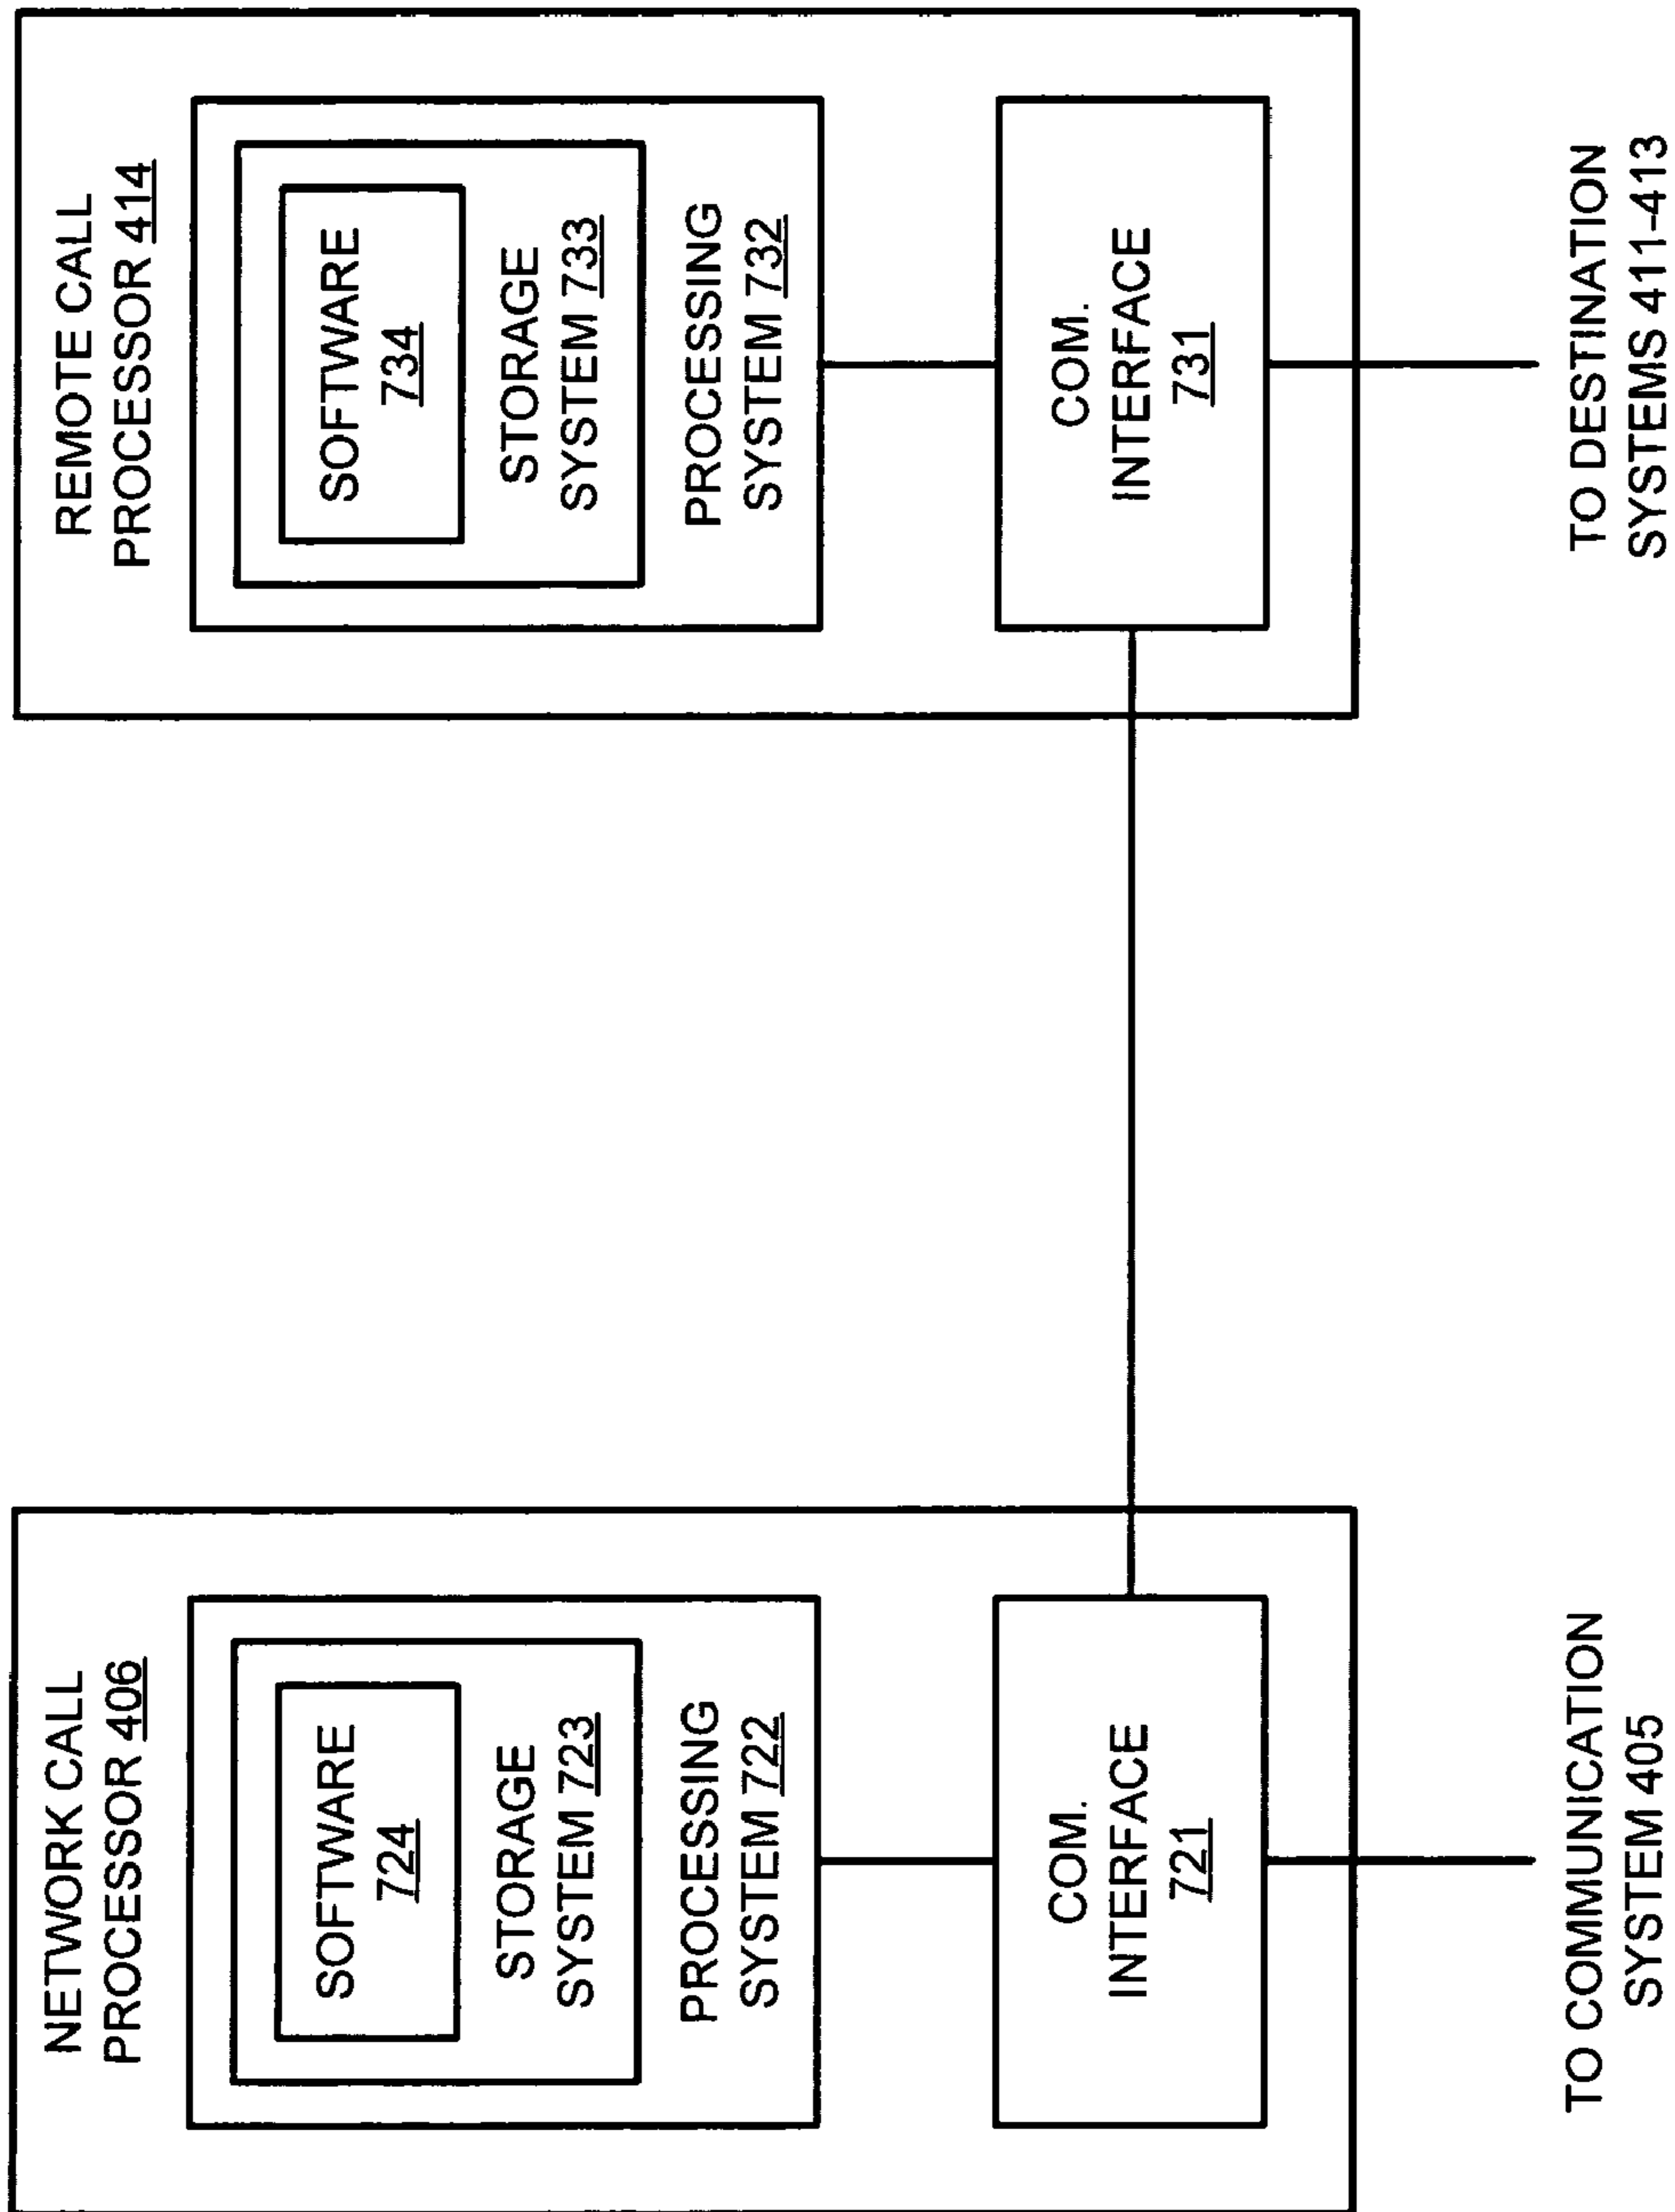 NETWORK CALL
PROCESSOR 406
SOFTWARE
724
STORAGE
SYSTEM 723
PROCESSING
SYSTEM 722
COM.
INTERFACE
721
TO COMMUNICATION
SYSTEM 405
REMOTE CALL
PROCESSOR 414
SOFTWARE
734
STORAGE
SYSTEM 733
PROCESSING
SYSTEM 732
COM.
INTERFACE
731
TO DESTINATION
SYSTEMS 411-413